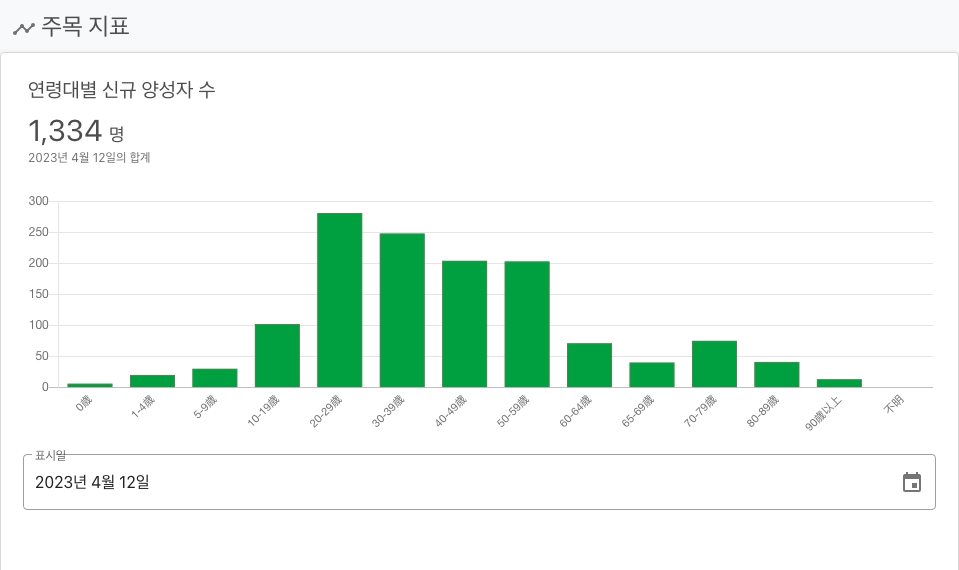 주목 지표
연령대별 신규 양성자 수
1,334 명
2023년 4월 12일의 합계
300
250
200
150
100
50
0
0歳
1-4歳
5-9歳
10-19歳
20-29歳
30-39歳
40-49歳
50-59歳
60-64歳
65-69歳
70-79歳
80-89歳
90歳以上
不明
표시일
2023년 4월 12일